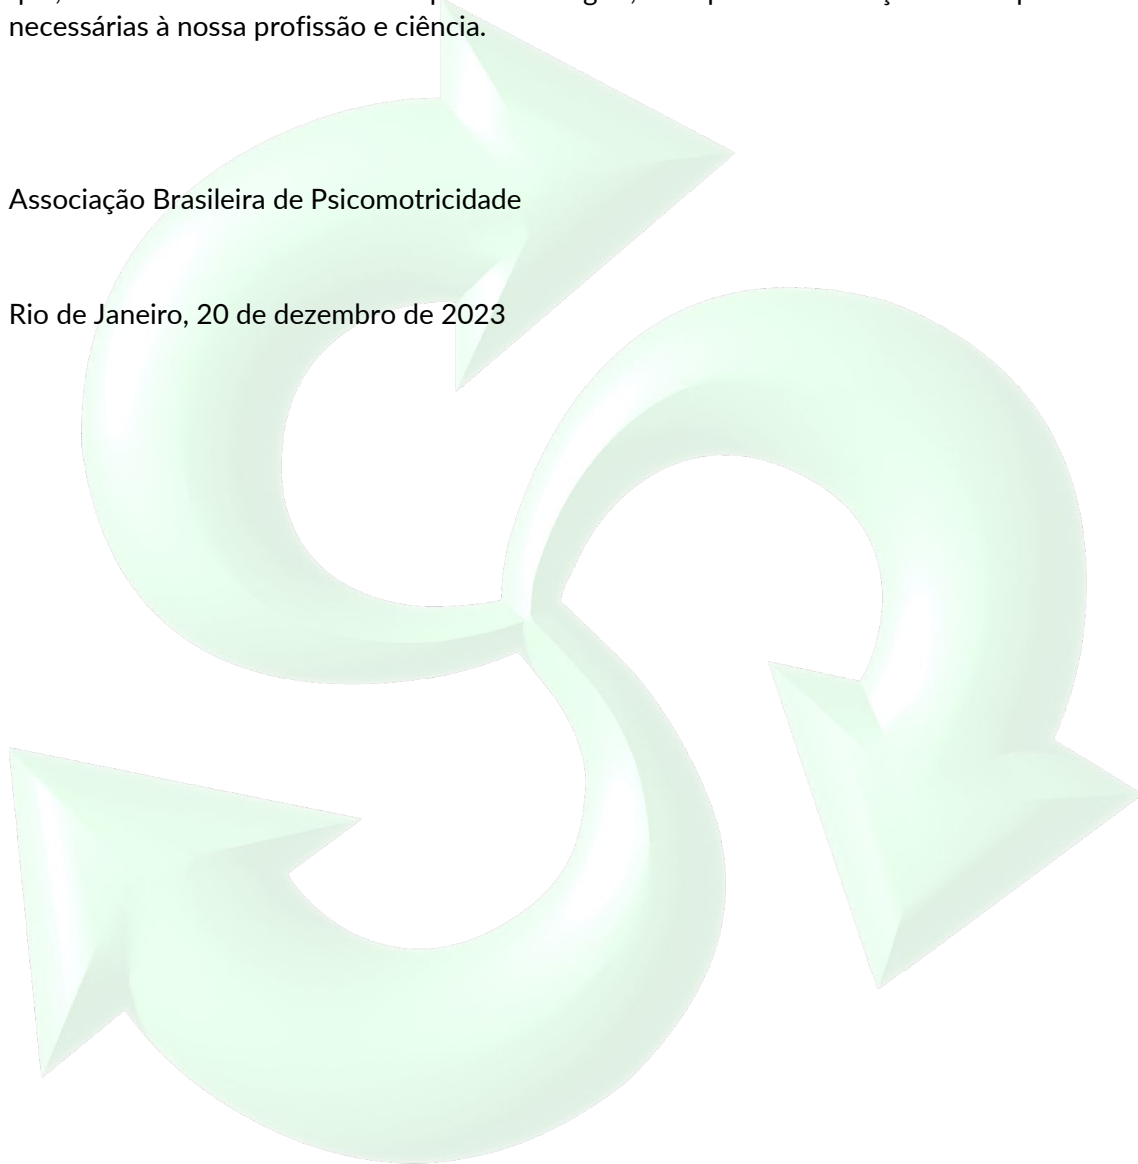 necessárias à nossa profissão e ciência.
Associação Brasileira de Psicomotricidade
Rio de Janeiro, 20 de dezembro de 2023